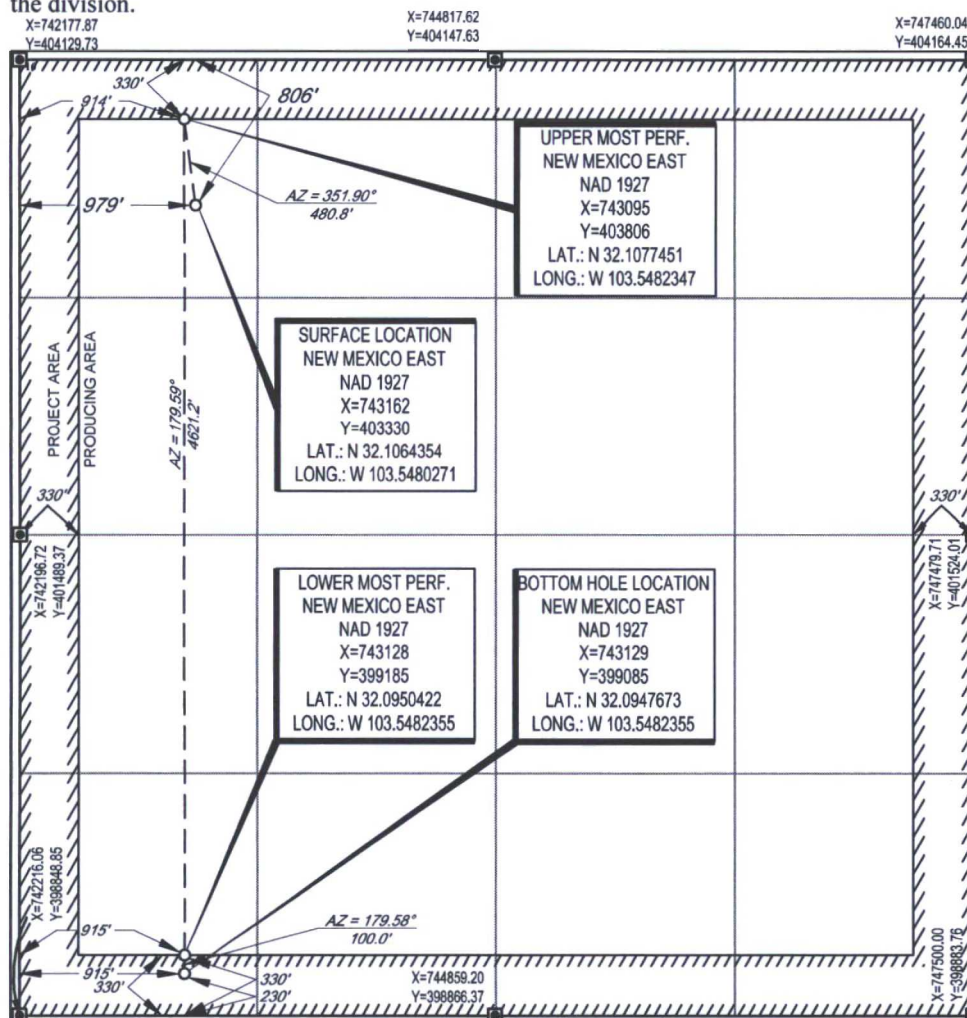 the division.
X=742177.87
Y=404129.73
X=744817.62
Y=404147.63
X=747460.04
Y=404164.45
330'
914'
806'
979'
AZ = 351.90°
480.8'
UPPER MOST PERF.
NEW MEXICO EAST
NAD 1927
X=743095
Y=403806
LAT.: N 32.1077451
LONG.: W 103.5482347
SURFACE LOCATION
NEW MEXICO EAST
NAD 1927
X=743162
Y=403330
LAT.: N 32.1064354
LONG.: W 103.5480271
PROJECT AREA
PRODUCING AREA
AZ = 179.59°
4621.2'
330'
330'
X=742196.72
Y=401489.37
X=747479.71
Y=401524.01
LOWER MOST PERF.
NEW MEXICO EAST
NAD 1927
X=743128
Y=399185
LAT.: N 32.0950422
LONG.: W 103.5482355
BOTTOM HOLE LOCATION
NEW MEXICO EAST
NAD 1927
X=743129
Y=399085
LAT.: N 32.0947673
LONG.: W 103.5482355
X=742216.06
Y=398848.85
915'
AZ = 179.58°
100.0'
915'
330'
330'
230'
X=744859.20
Y=398866.37
X=747500.00
Y=398883.76